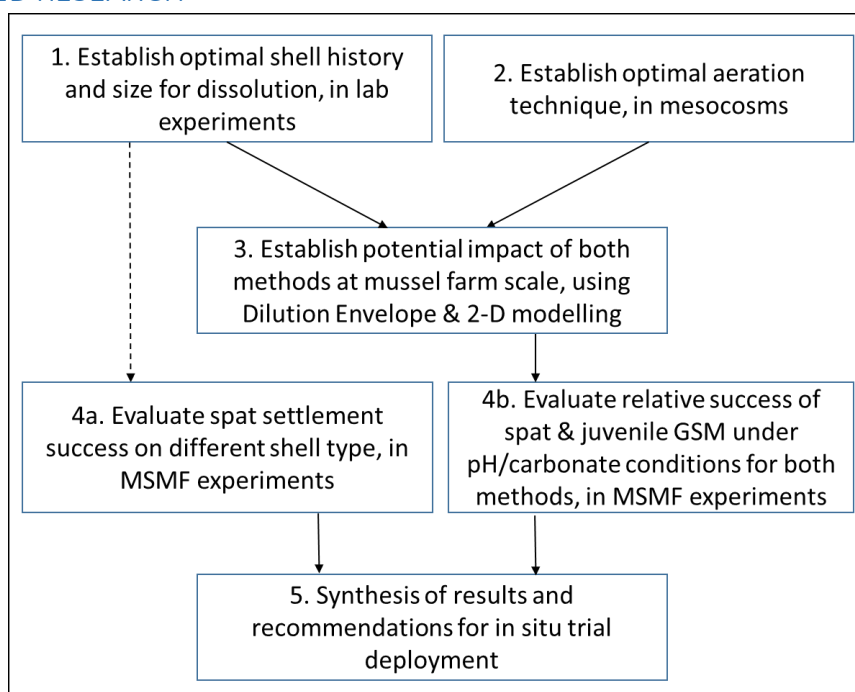 1. Establish optimal shell history
and size for dissolution, in lab
experiments
2. Establish optimal aeration
technique, in mesocosms
3. Establish potential impact of both
methods at mussel farm scale, using
Dilution Envelope & 2-D modelling
4a. Evaluate spat settlement
success on different shell type, in
MSMF experiments
4b. Evaluate relative success of
spat & juvenile GSM under
pH/carbonate conditions for both
methods, in MSMF experiments
5. Synthesis of results and
recommendations for in situ trial
deployment